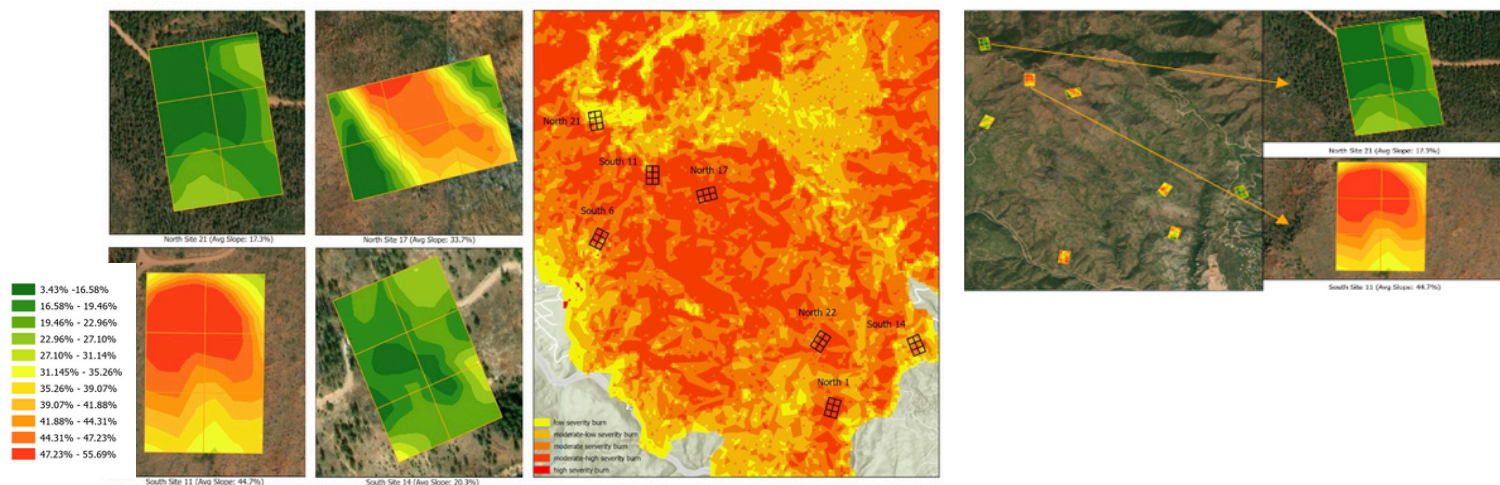 North Site 21 (Avg Slope: 17.3%)
North Site 17 (Avg Slope: 33.7%)
3.43% -16.58%
16.58% - 19.46%
19.46% - 22.96%
22.96% - 27.10%
27.10% - 31.14%
31.145% - 35.26%
35.26% - 39.07%
39.07% - 41.88%
41.88% - 44.31%
44.31% - 47.23%
47.23% - 55.69%
South Site 11 (Avg Slope: 44.7%)
South Site 14 (Avg Slope: 20.3%)
North 21
South 11
North 17
South 6
North 22
South 14
North 1
low severity burn
moderate-low severity burn
moderate serverity burn
moderate-high severity burn
high severity burn
North Site 21 (Avg Slope: 17.3%)
South Site 11 (Avg Slope: 44.7%)